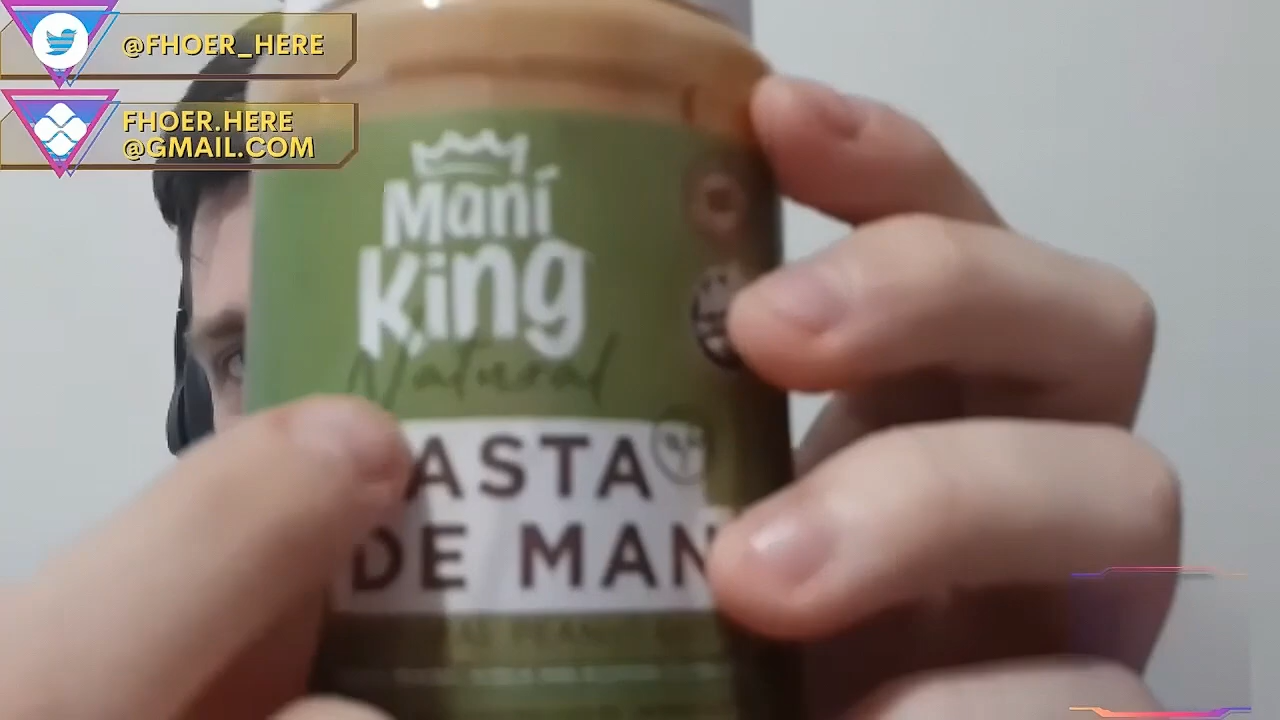 @FHOER_HERE
FHOER.HERE
@GMAIL.COM
Maní
King
Natural
ASTA
DE MAN